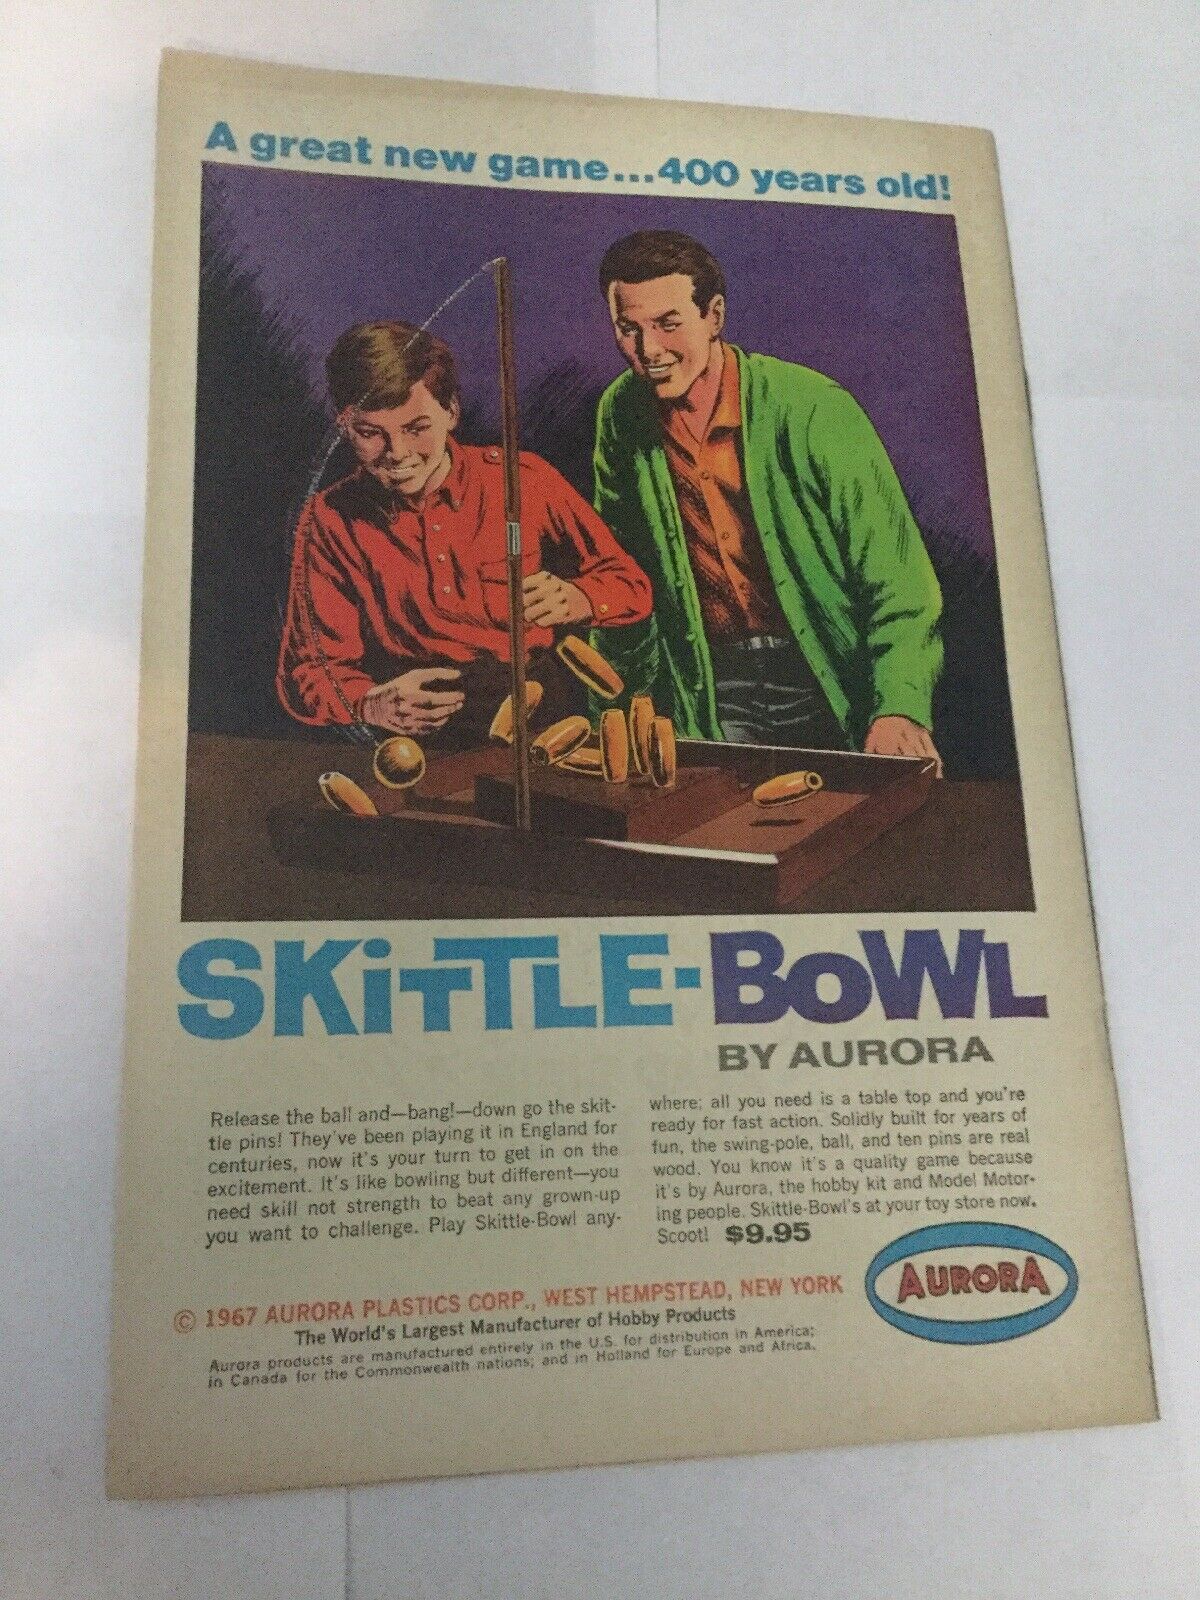 A great new game...400 years old!
SKiTTLE-BoWL
BY AURORA
Release the ball and—bang!—down go the skit-
tle pins! They've been playing it in England for
centuries, now it's your turn to get in on the
excitement. It's like bowling but different—you
need skill not strength to beat any grown-up
you want to challenge. Play Skittle-Bowl any-
where; all you need is a table top and you're
ready for fast action. Solidly built for years of
fun, the swing-pole, ball, and ten pins are real
wood. You know it's a quality game because
it's by Aurora, the hobby kit and Model Motor-
ing people. Skittle-Bowl's at your toy store now.
Scoot! $9.95
AURORA
© 1967 AURORA PLASTICS CORP., WEST HEMPSTEAD, NEW YORK
The World's Largest Manufacturer of Hobby Products
Aurora products are manufactured entirely in the U.S. for distribution in America;
in Canada for the Commonwealth nations; and in Holland for Europe and Africa.